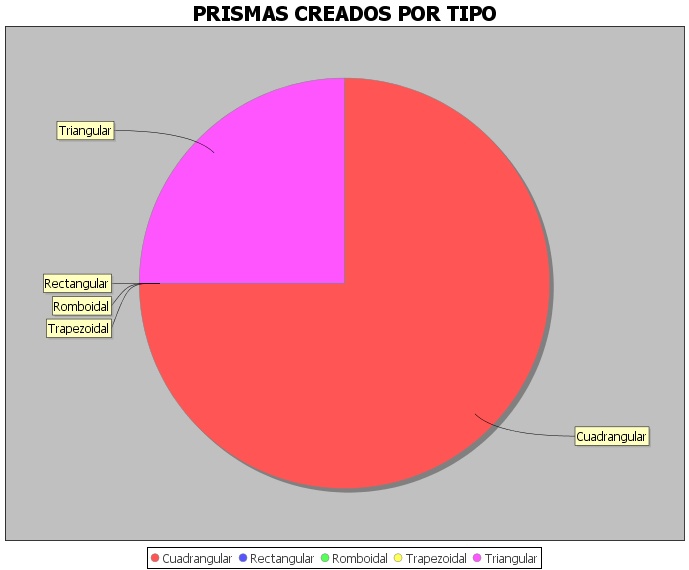 PRISMAS CREADOS POR TIPO
Triangular
Rectangular
Romboidal
Trapezoidal
Cuadrangular
Cuadrangular Rectangular Romboidal Trapezoidal Triangular